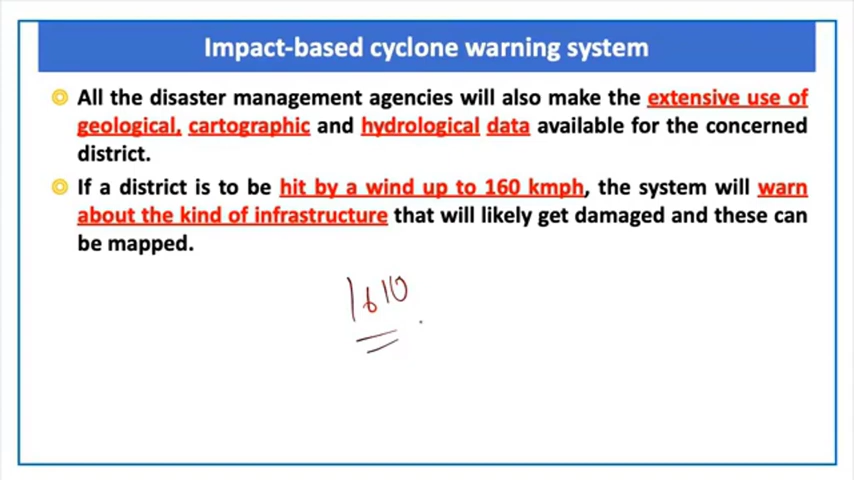 Impact-based cyclone warning system
All the disaster management agencies will also make the extensive use of
geological, cartographic and hydrological data available for the concerned
district.
If a district is to be hit by a wind up to 160 kmph, the system will warn
about the kind of infrastructure that will likely get damaged and these can
be mapped.